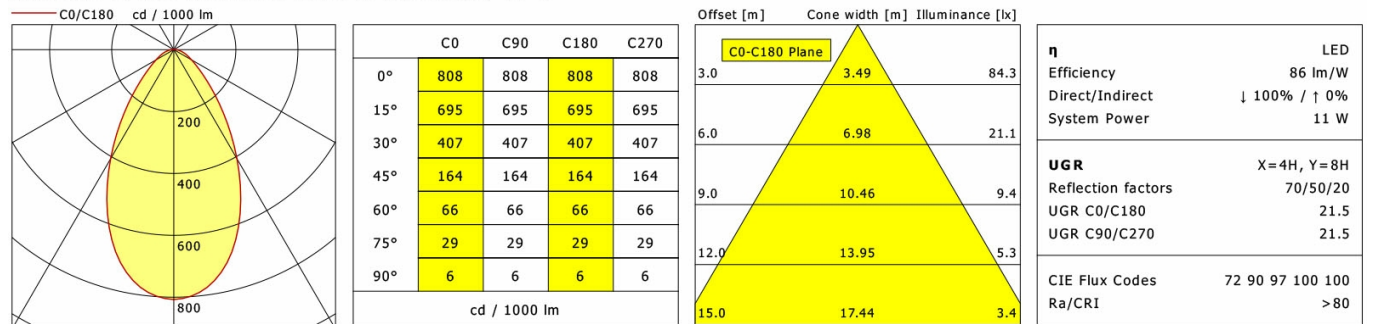 C0/C180 cd / 1000 lm
200
400
600
800
C0 C90 C180 C270
0° 808 808 808 808
15° 695 695 695 695
30° 407 407 407 407
45° 164 164 164 164
60° 66 66 66 66
75° 29 29 29 29
90° 6 6 6 6
cd / 1000 lm
Offset [m] Cone width [m] Illuminance [lx]
C0-C180 Plane
3.0 3.49 84.3
6.0 6.98 21.1
9.0 10.46 9.4
12.0 13.95 5.3
15.0 17.44 3.4
η LED
Efficiency 86 lm/W
Direct/Indirect ↓ 100% / ↑ 0%
System Power 11 W
UGR X=4H, Y=8H
Reflection factors 70/50/20
UGR C0/C180 21.5
UGR C90/C270 21.5
CIE Flux Codes 72 90 97 100 100
Ra/CRI >80